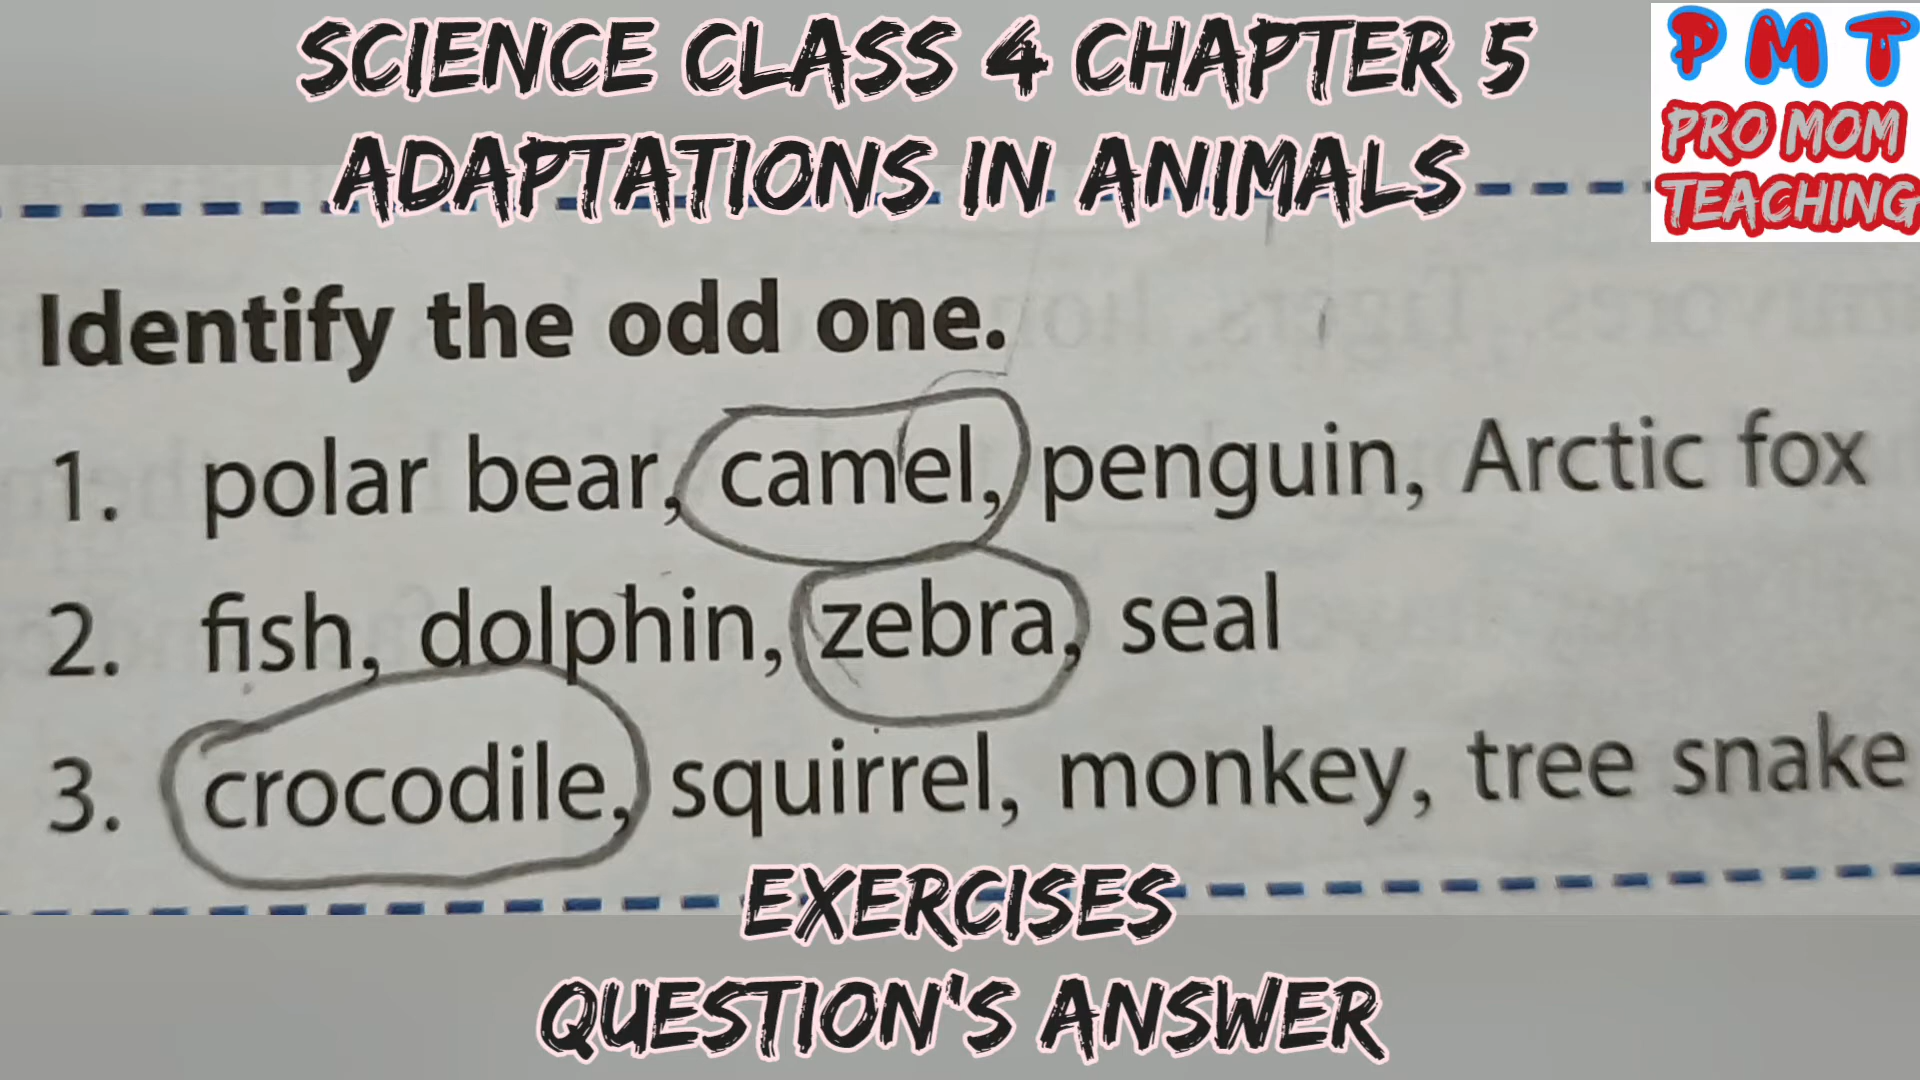 SCIENCE CLASS 4 CHAPTER 5
ADAPTATIONS IN ANIMALS
P M T
PRO MOM
TEACHING
Identify the odd one.
1. polar bear, camel, penguin, Arctic fox
2. fish, dolphin, zebra, seal
3. crocodile, squirrel, monkey, tree snake
EXERCISES
QUESTION'S ANSWER